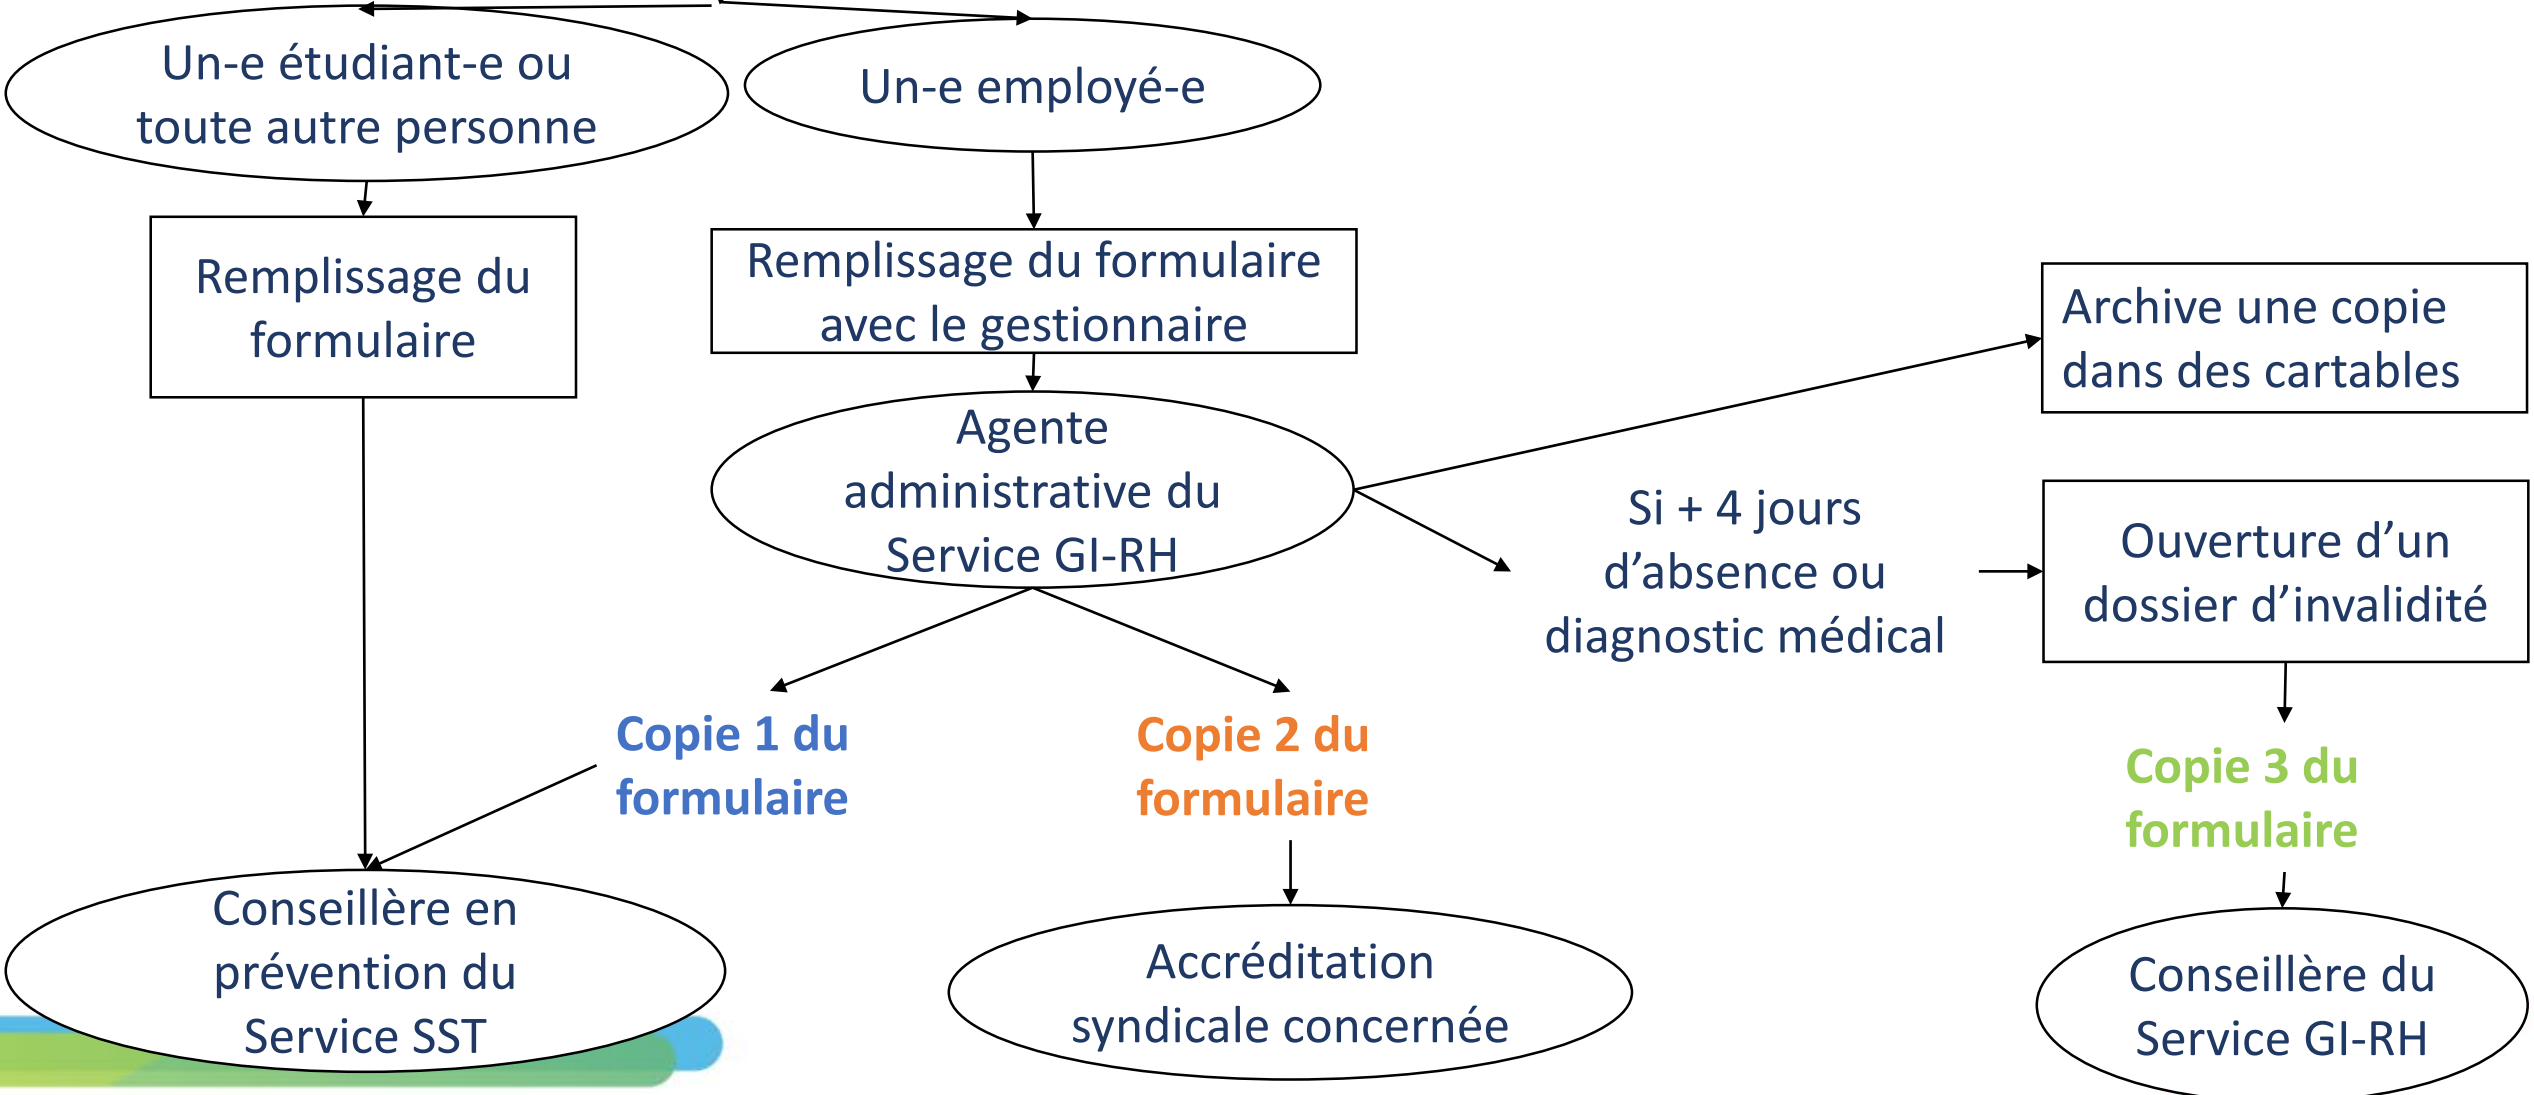 Un-e étudiant-e ou
toute autre personne
Un-e employé-e
Remplissage du
formulaire
Remplissage du formulaire
avec le gestionnaire
Archive une copie
dans des cartables
Agente
administrative du
Service GI-RH
Si + 4 jours
d’absence ou
diagnostic médical
Ouverture d’un
dossier d’invalidité
Copie 1 du
formulaire
Copie 2 du
formulaire
Copie 3 du
formulaire
Conseillère en
prévention du
Service SST
Accréditation
syndicale concernée
Conseillère du
Service GI-RH